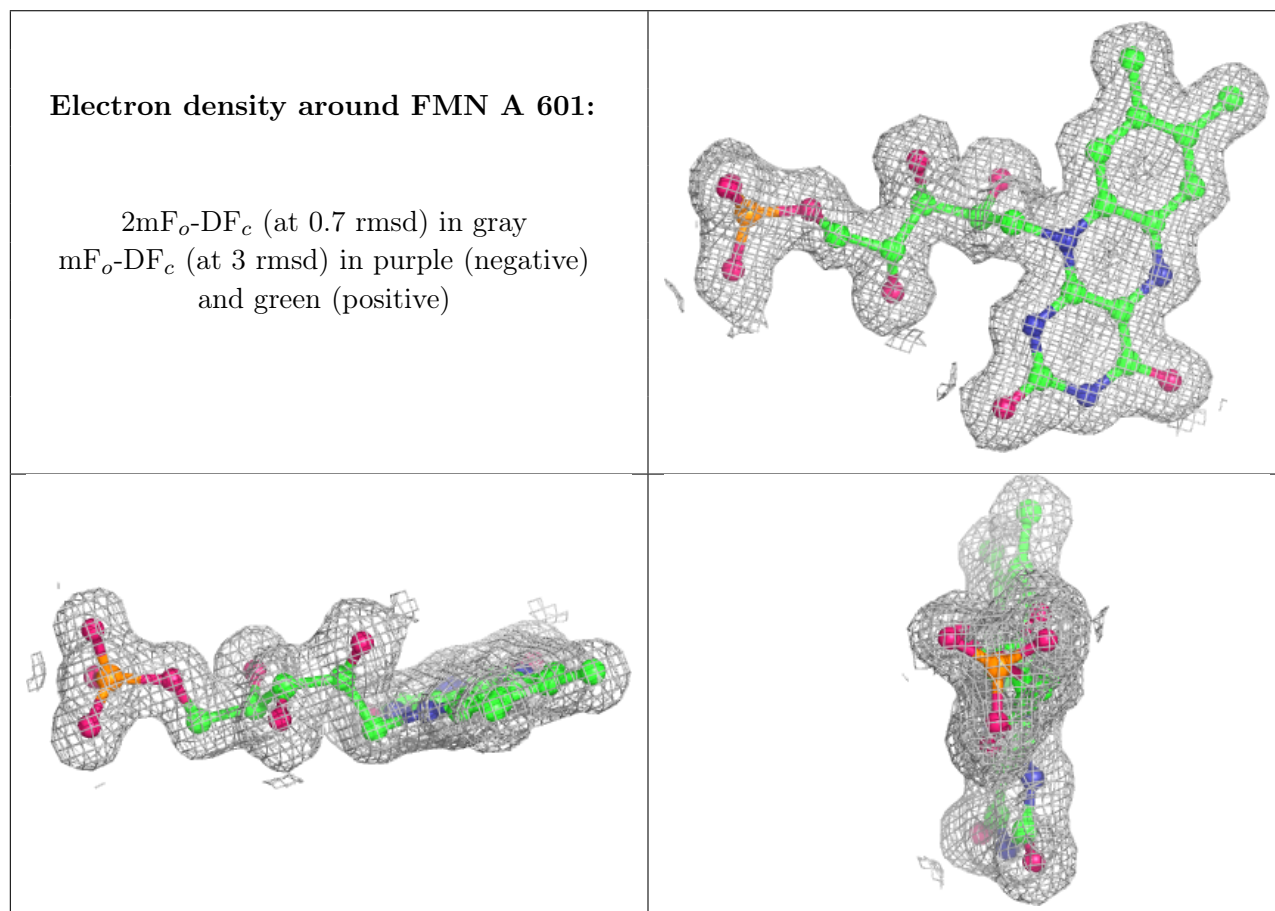 Electron density around FMN A 601:
2mFo-DFc (at 0.7 rmsd) in gray
mFo-DFc (at 3 rmsd) in purple (negative)
and green (positive)